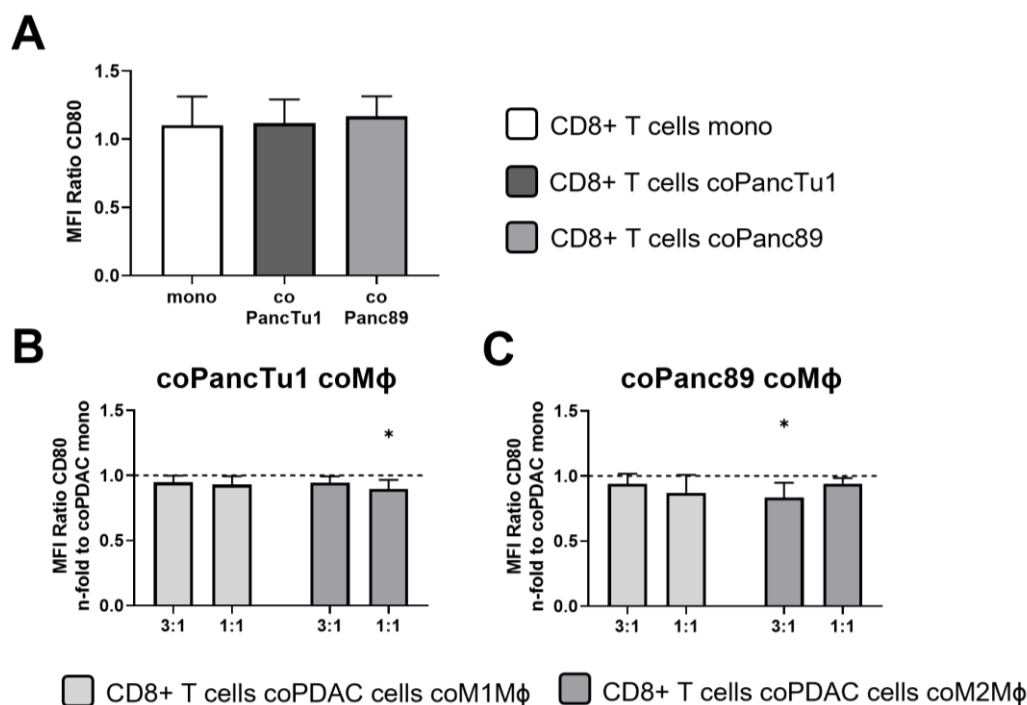 A
MFI Ratio CD80
1.5
1.0
0.5
0.0
mono
co
PancTu1
co
Panc89
CD8+ T cells mono
CD8+ T cells coPancTu1
CD8+ T cells coPanc89
B
coPancTu1 coMϕ
MFI Ratio CD80
n-fold to coPDAC mono
1.5
1.0
0.5
0.0
*
3:1
1:1
3:1
1:1
C
coPanc89 coMϕ
MFI Ratio CD80
n-fold to coPDAC mono
1.5
1.0
0.5
0.0
*
3:1
1:1
3:1
1:1
CD8+ T cells coPDAC cells coM1Mϕ
CD8+ T cells coPDAC cells coM2Mϕ